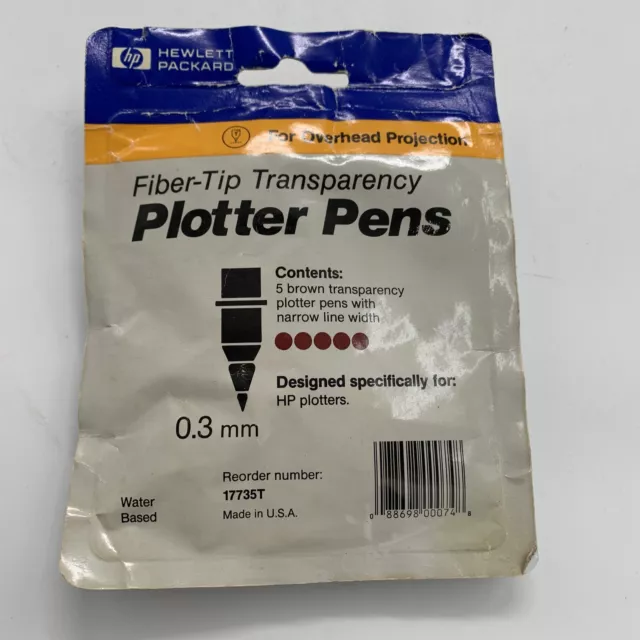 hp HEWLETT
PACKARD
For Overhead Projection
Fiber-Tip Transparency
Plotter Pens
Contents:
5 brown transparency
plotter pens with
narrow line width
Designed specifically for:
HP plotters.
0.3 mm
Reorder number:
17735T
Made in U.S.A.
Water
Based
0 88698 00074 8